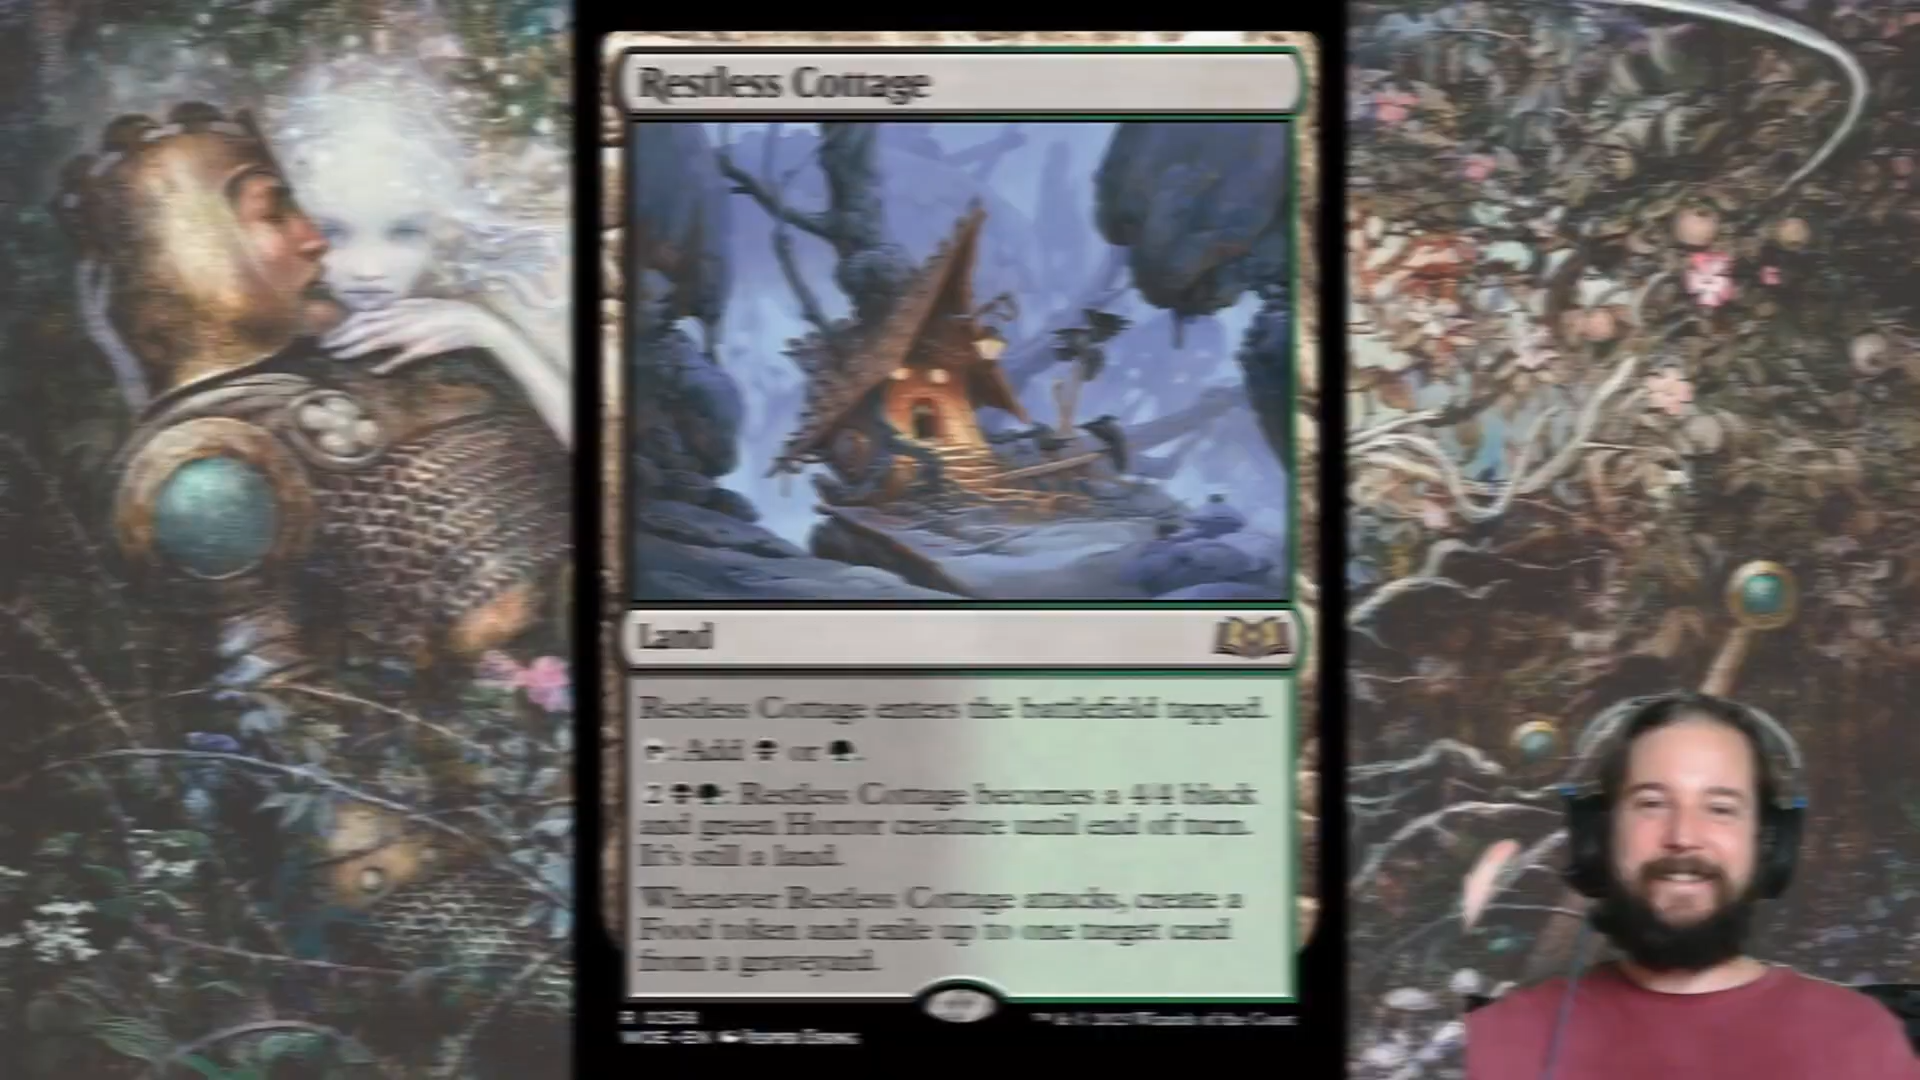 Restless Cottage
Land
Restless Cottage enters the battlefield tapped.
: Add or .
2 : Restless Cottage becomes a 4/4 black
and green Horror creature until end of turn.
It's still a land.
Whenever Restless Cottage attacks, create a
Food token and exile up to one target card
from a graveyard.
WOE • EN